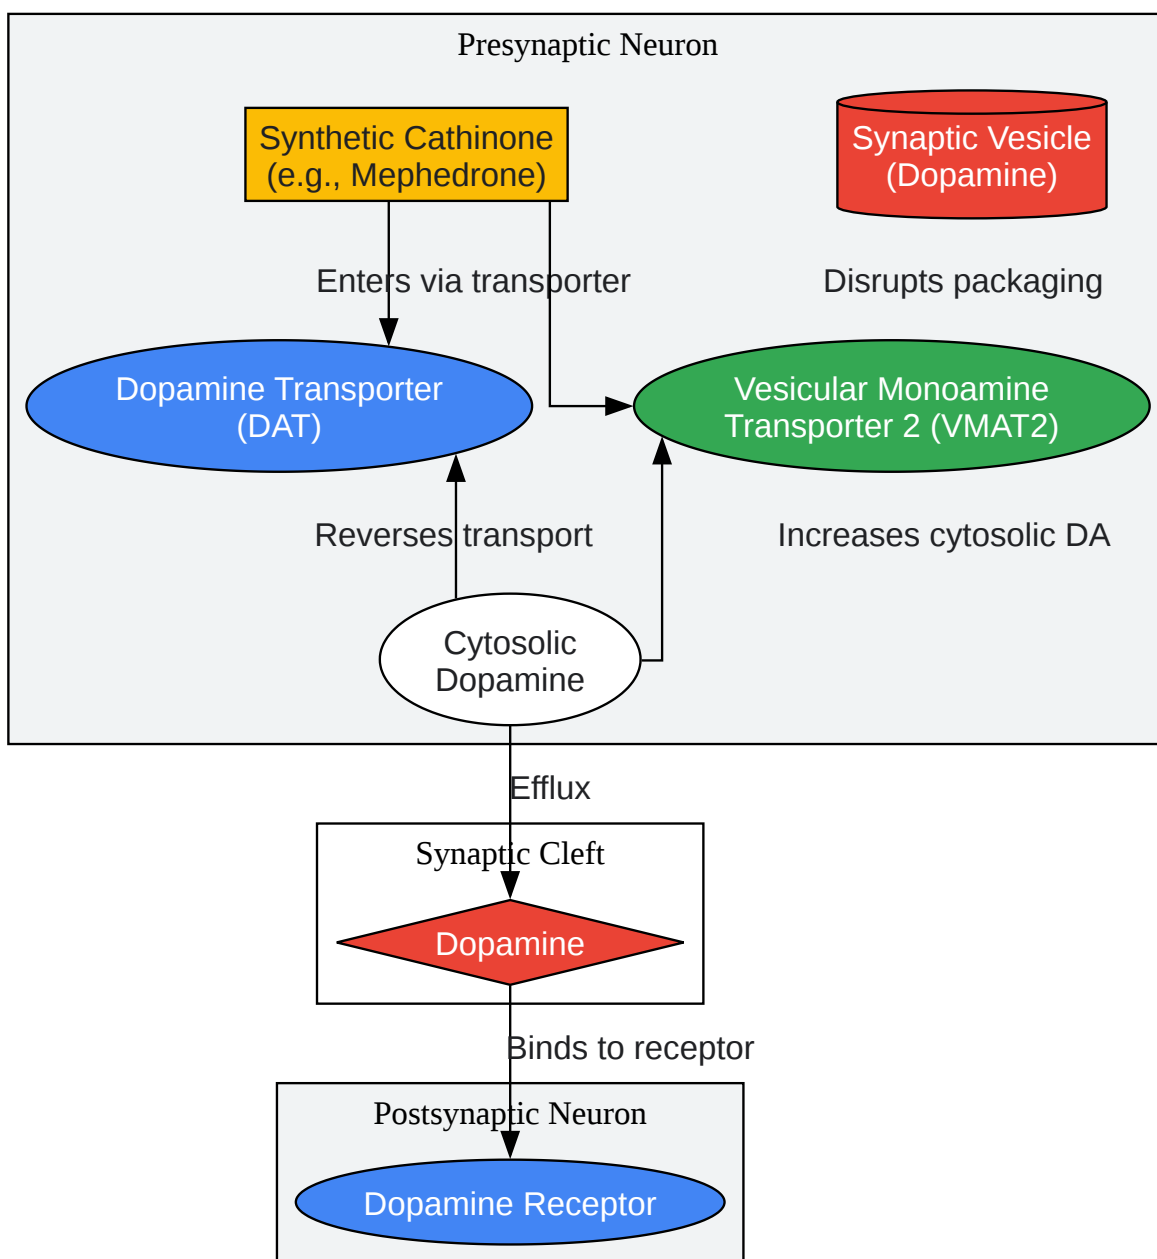 Presynaptic Neuron
Synthetic Cathinone
(e.g., Mephedrone)
Synaptic Vesicle
(Dopamine)
Enters via transporter
Disrupts packaging
Dopamine Transporter
(DAT)
Vesicular Monoamine
Transporter 2 (VMAT2)
Reverses transport
Increases cytosolic DA
Cytosolic
Dopamine
Efflux
Synaptic Cleft
Dopamine
Binds to receptor
Postsynaptic Neuron
Dopamine Receptor